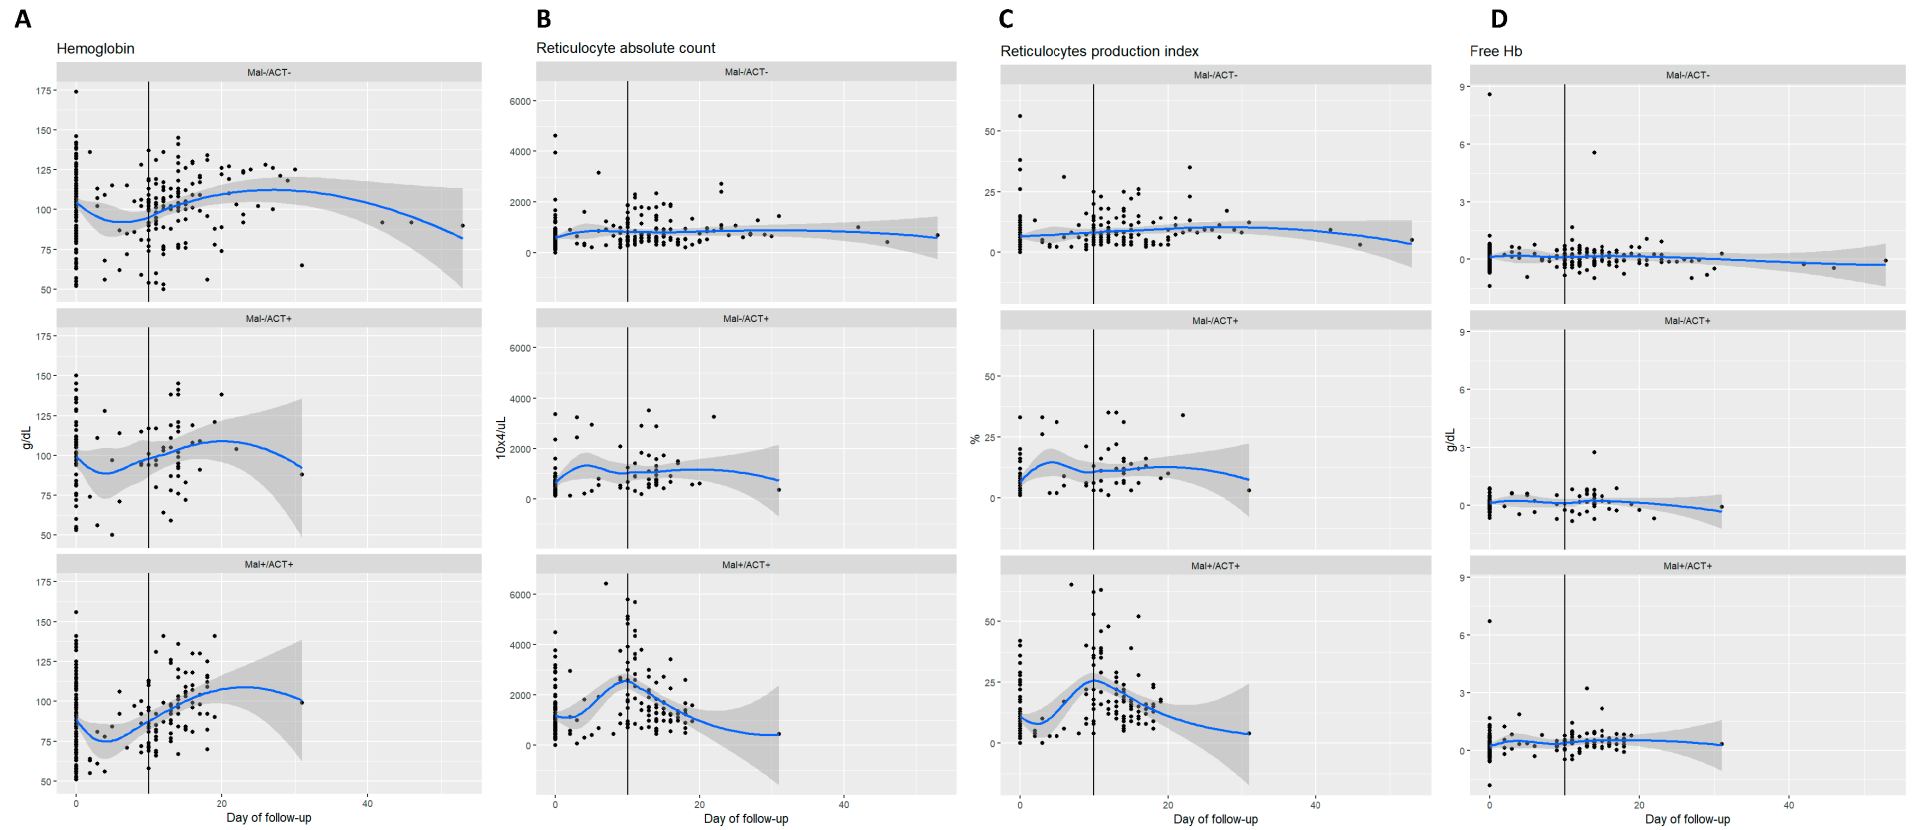 A
B
C
D
Hemoglobin
Reticulocyte absolute count
Reticulocytes production index
Free Hb
Mal-/ACT-
175
150
125
100
75
50
Mal-/ACT+
175
150
125
100
75
50
Mal+/ACT+
175
150
125
100
75
50
g/dL
0
20
40
Day of follow-up
Mal-/ACT-
6000
4000
2000
0
Mal-/ACT+
6000
4000
2000
0
Mal+/ACT+
6000
4000
2000
0
10x4/uL
0
20
40
Day of follow-up
Mal-/ACT-
50
25
0
Mal-/ACT+
50
25
0
Mal+/ACT+
50
25
0
%
0
20
40
Day of follow-up
Mal-/ACT-
9
6
3
0
Mal-/ACT+
9
6
3
0
Mal+/ACT+
9
6
3
0
g/dL
0
20
40
Day of follow-up